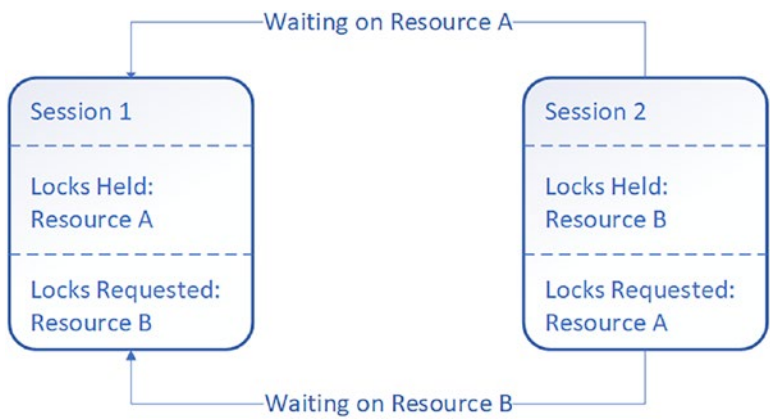 Waiting on Resource A
Session 1
Locks Held:
Resource A
Locks Requested:
Resource B
Session 2
Locks Held:
Resource B
Locks Requested:
Resource A
Waiting on Resource B